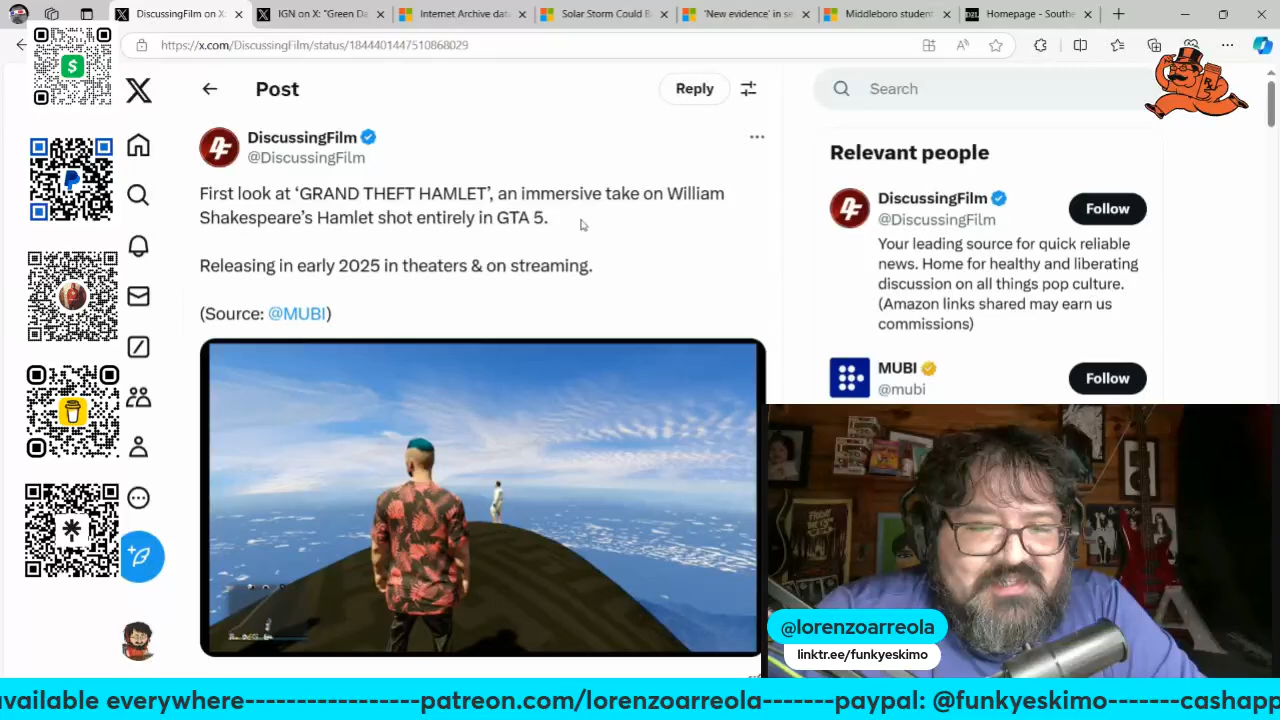 DiscussingFilm on X:
IGN on X: "Green Da
Internet Archive data
Solar Storm Could B
'New evidence' in se
Middleboro student
Homepage - Southe
https://x.com/DiscussingFilm/status/1844401447510868029
Post
Reply
Search
DiscussingFilm
@DiscussingFilm
First look at ‘GRAND THEFT HAMLET’, an immersive take on William
Shakespeare’s Hamlet shot entirely in GTA 5.
Releasing in early 2025 in theaters & on streaming.
(Source: @MUBI)
Relevant people
DiscussingFilm
@DiscussingFilm
Follow
Your leading source for quick reliable
news. Home for healthy and liberating
discussion on all things pop culture.
(Amazon links shared may earn us
commissions)
MUBI
@mubi
Follow
@lorenzoarreola
linktr.ee/funkyeskimo
available everywhere-----------------patreon.com/lorenzoarreola-------paypal: @funkyeskimo-------cashapp